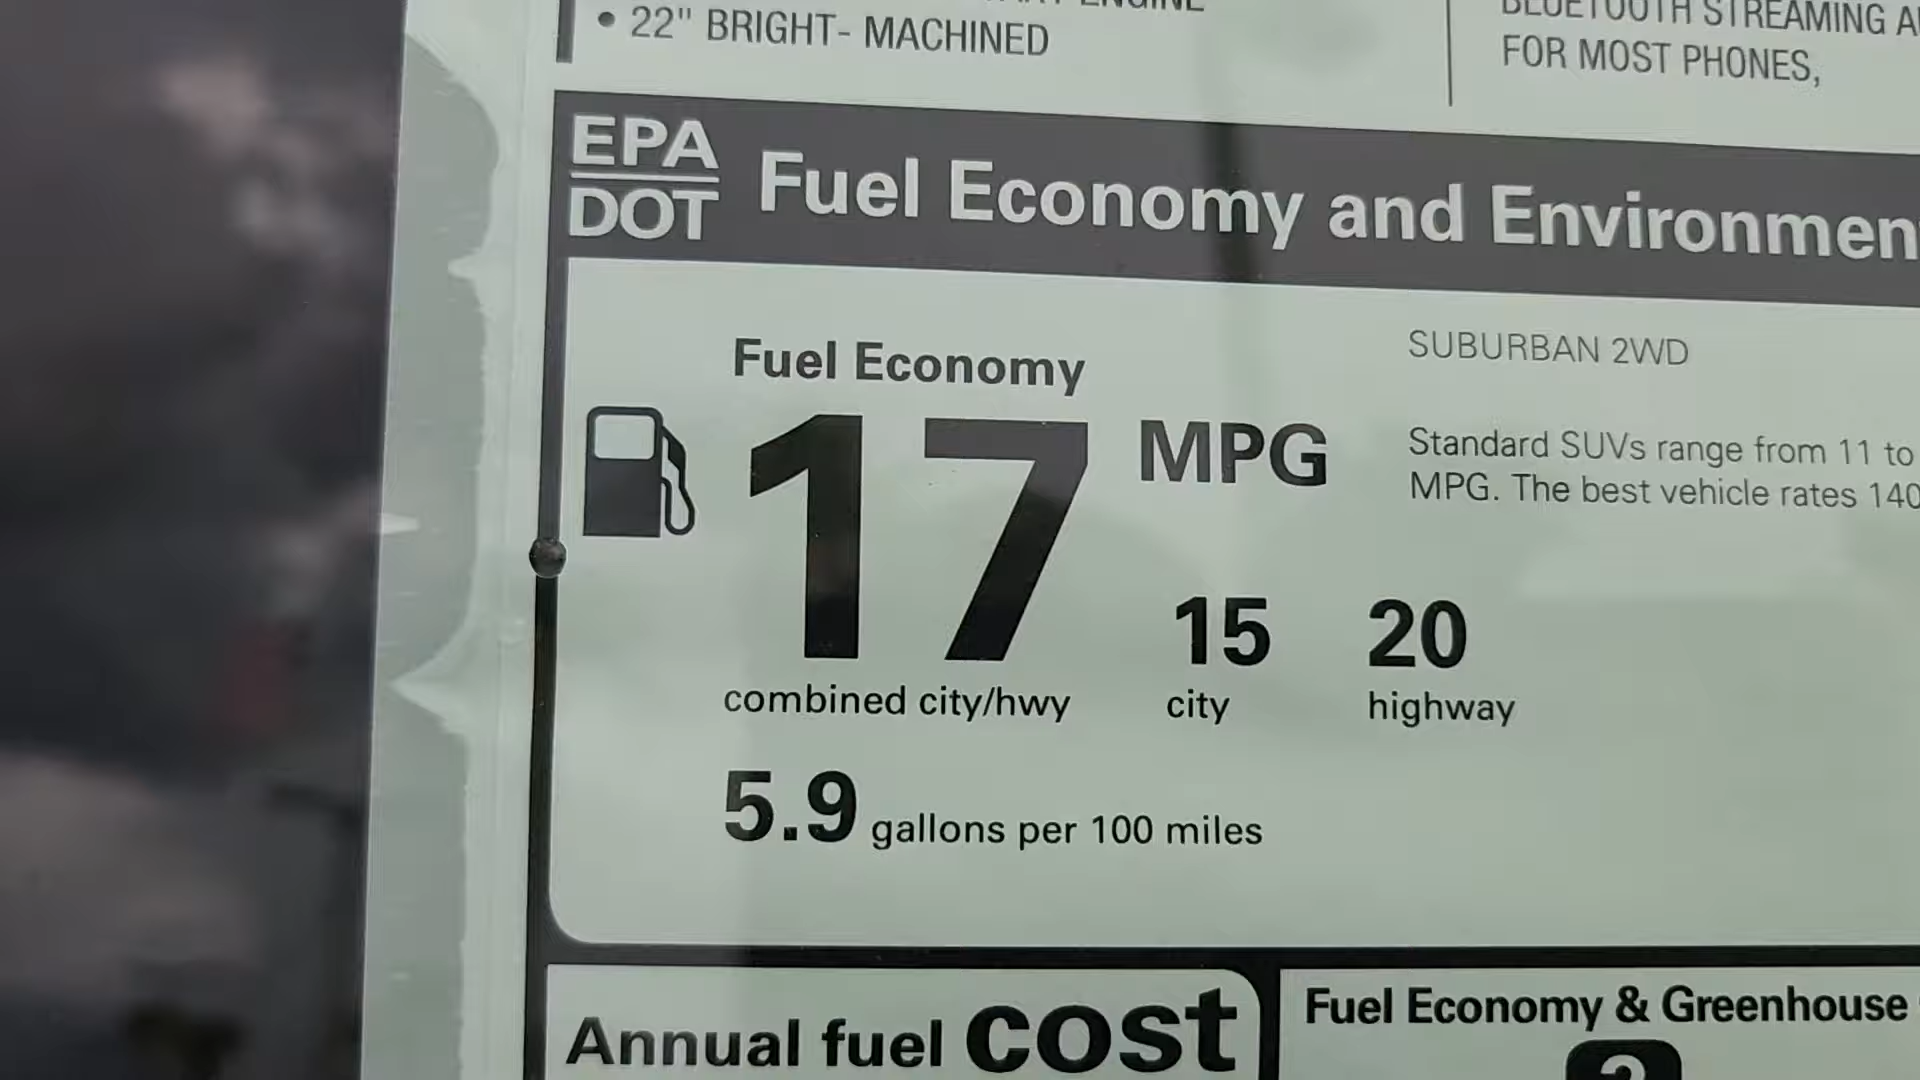 • 22" BRIGHT- MACHINED
BLUETOOTH STREAMING
FOR MOST PHONES,
EPA
DOT
Fuel Economy and
Fuel Economy
17 MPG
combined city/hwy
15
city
20
highway
5.9 gallons per 100 miles
SUBURBAN 2WD
Standard SUVs range from 11 to
MPG. The best vehicle rates 140
Annual fuel cost
Fuel Economy & Greenhouse